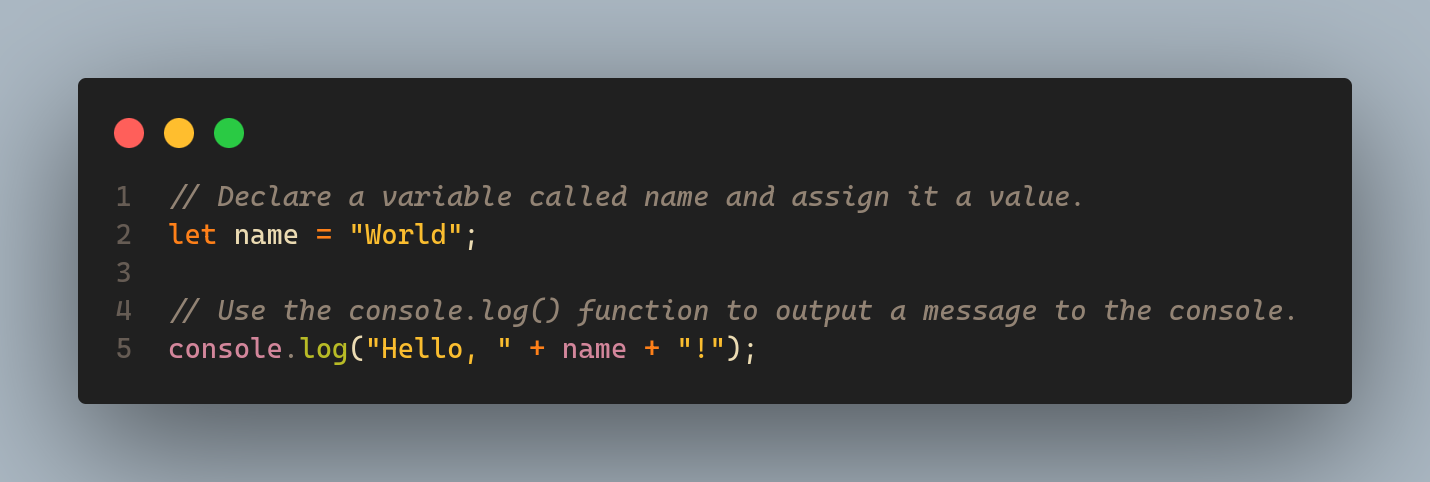 1 // Declare a variable called name and assign it a value.
2 let name = "World";
3
4 // Use the console.log() function to output a message to the console.
5 console.log("Hello, " + name + "!");